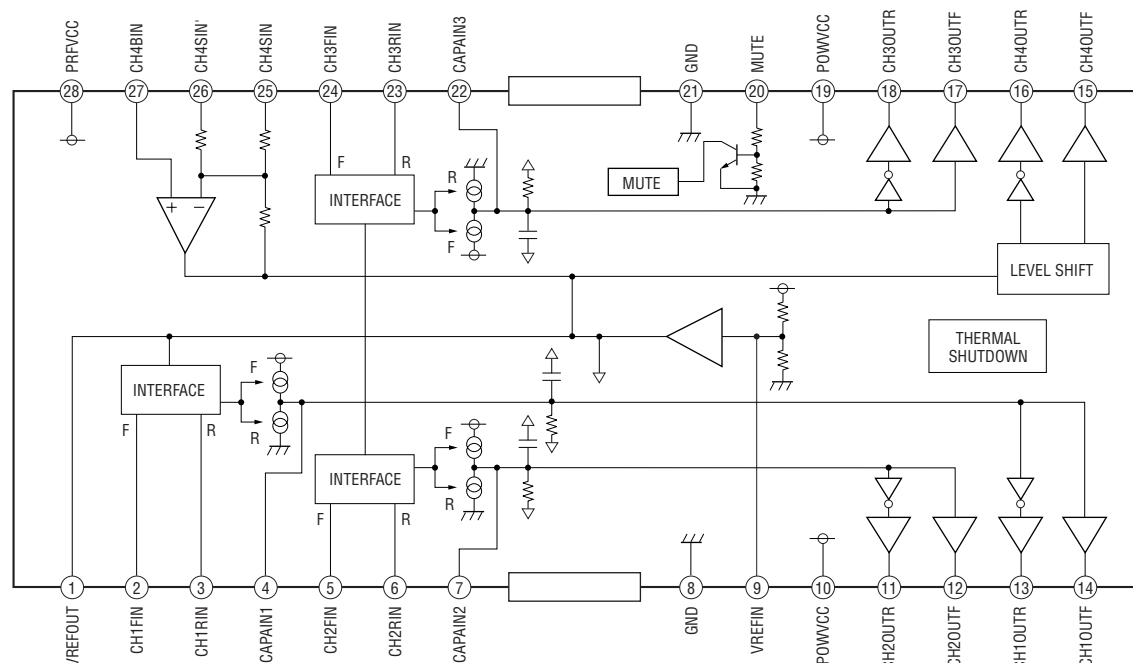 PRFVCC
CH4BIN
CH4SIN'
CH4SIN
CH3FIN
CH3RIN
CAPAIN3
GND
MUTE
POWVCC
CH3OUTR
CH3OUTF
CH4OUTR
CH4OUTF
28
27
26
25
24
23
22
21
20
19
18
17
16
15
F
R
MUTE
R
INTERFACE
+
−
F
LEVEL SHIFT
THERMAL
SHUTDOWN
F
INTERFACE
R
F
R
F
INTERFACE
R
F
R
1
2
3
4
5
6
7
8
9
10
11
12
13
14
VREFOUT
CH1FIN
CH1RIN
CAPAIN1
CH2FIN
CH2RIN
CAPAIN2
GND
VREFIN
POWVCC
CH2OUTR
CH2OUTF
CH1OUTR
CH1OUTF